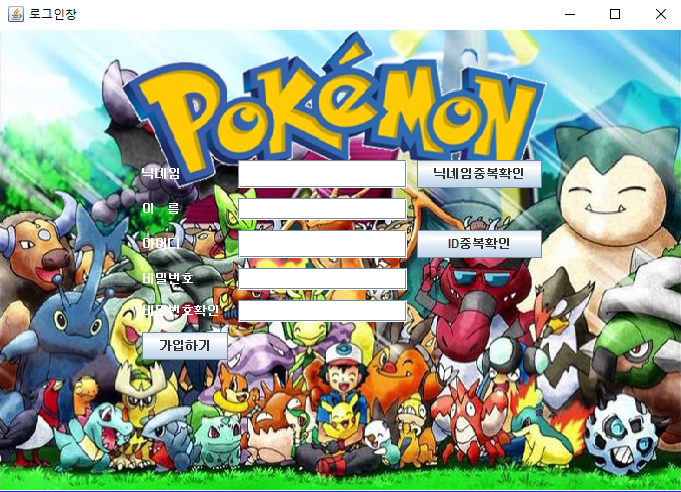 로그인창
POKéMON
닉네임
닉네임중복확인
이 름
아이디
ID중복확인
비밀번호
비밀번호확인
가입하기